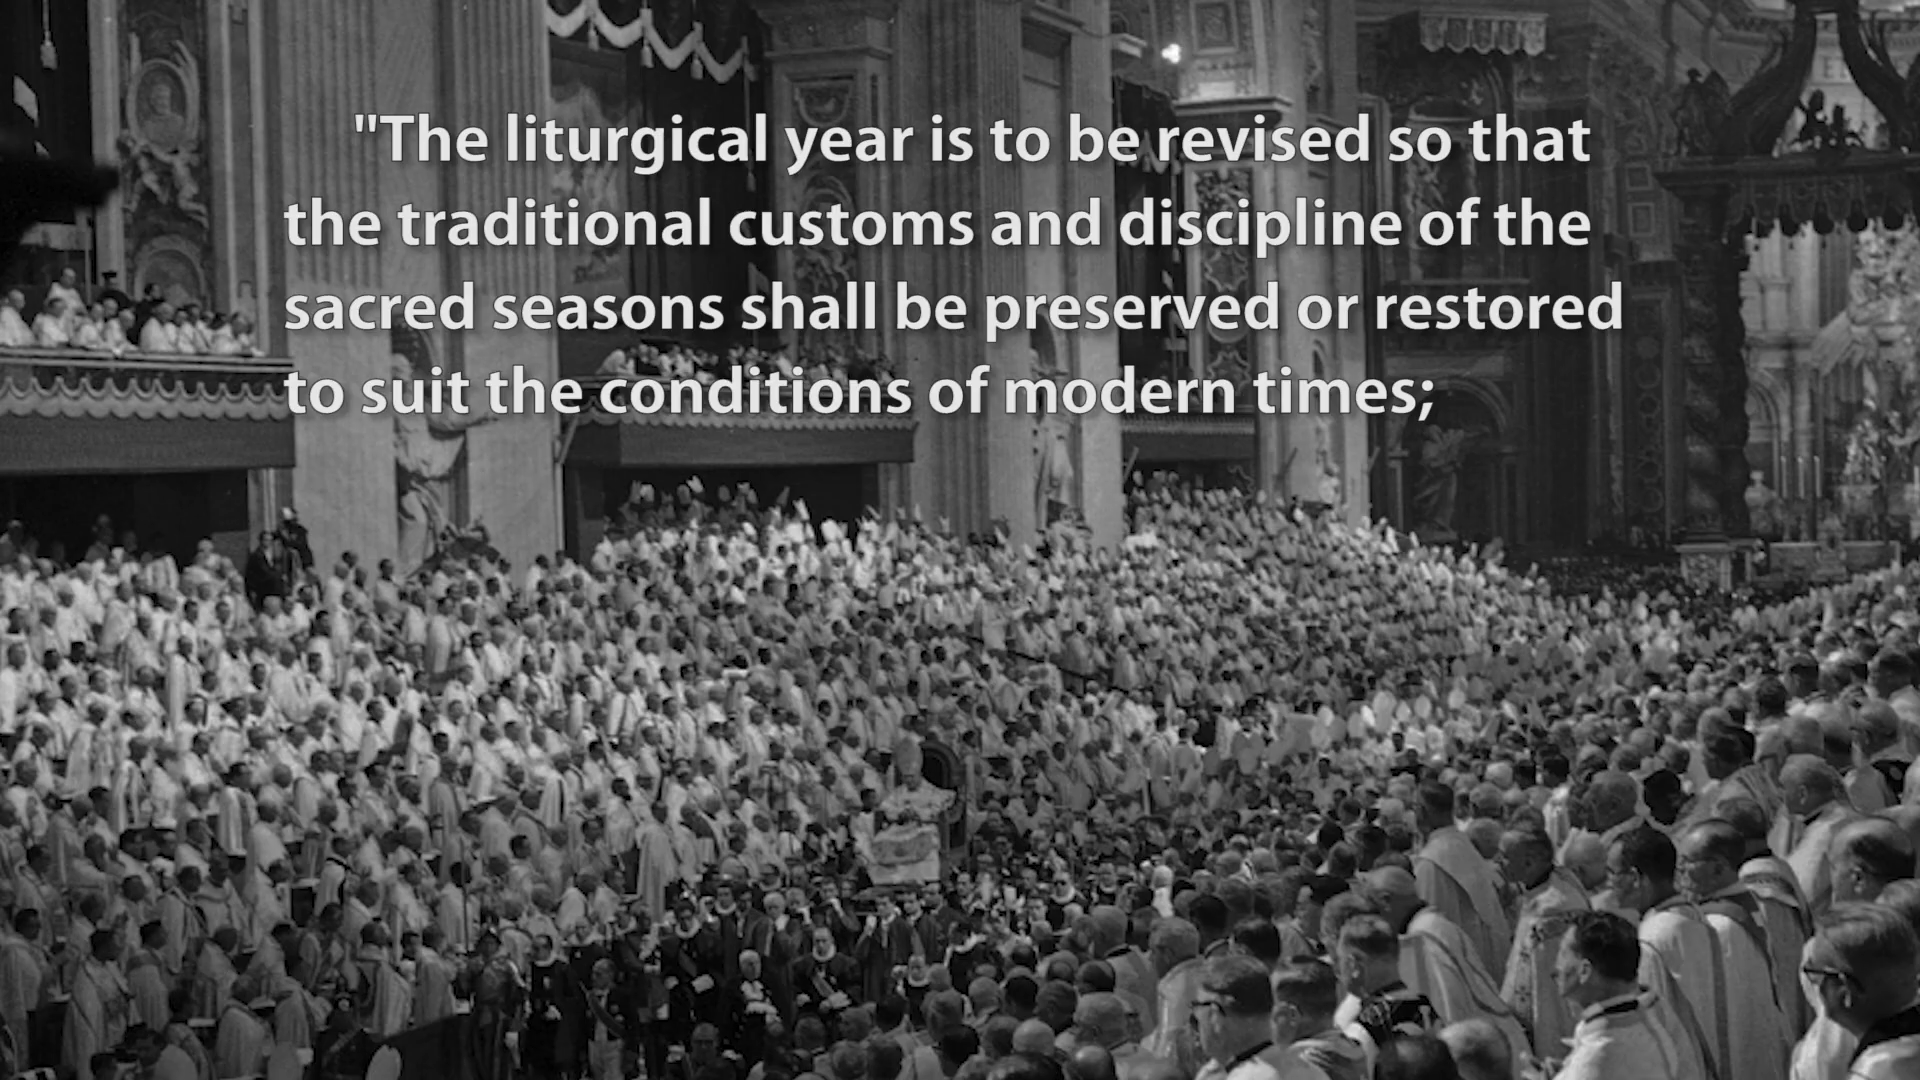 "The liturgical year is to be revised so that
the traditional customs and discipline of the
sacred seasons shall be preserved or restored
to suit the conditions of modern times;